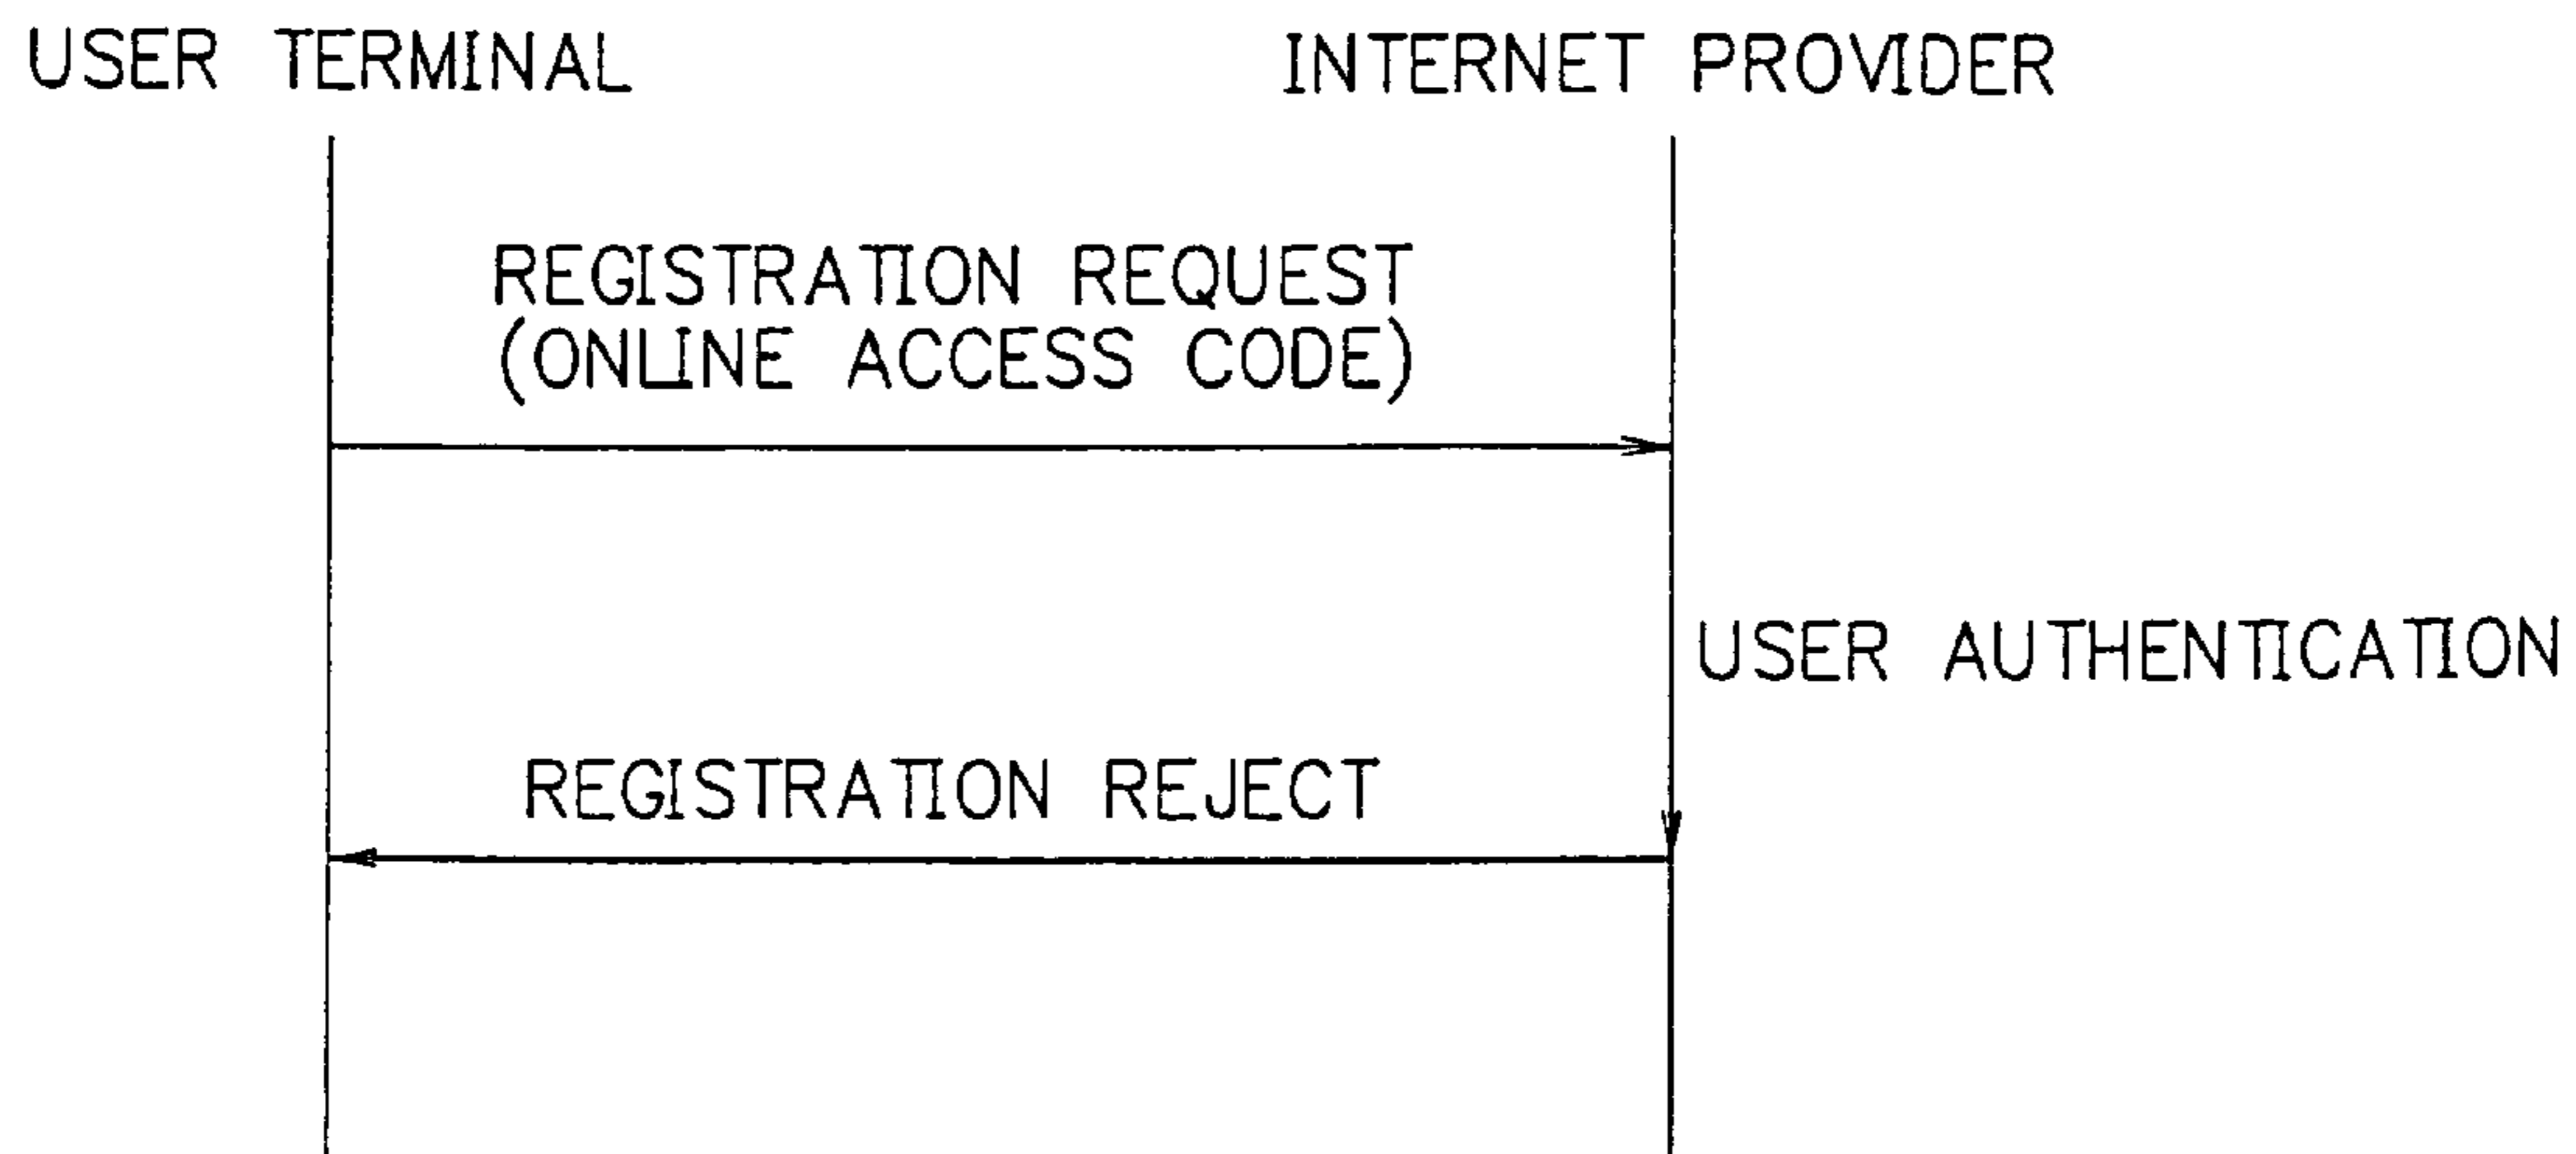 USER TERMINAL
INTERNET PROVIDER
REGISTRATION REQUEST
(ONLINE ACCESS CODE)
USER AUTHENTICATION
REGISTRATION REJECT